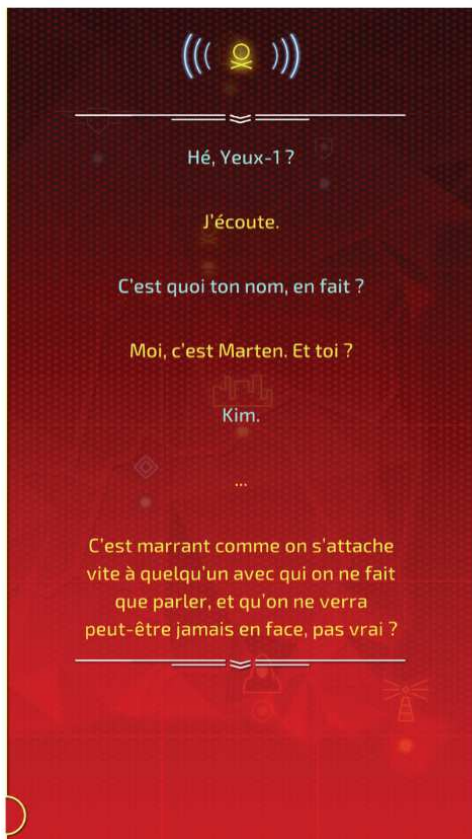 Hé, Yeux-1 ?
J'écoute.
C'est quoi ton nom, en fait ?
Moi, c'est Marten. Et toi ?
Kim.
...
C'est marrant comme on s'attache
vite à quelqu'un avec qui on ne fait
que parler, et qu'on ne verra
peut-être jamais en face, pas vrai ?